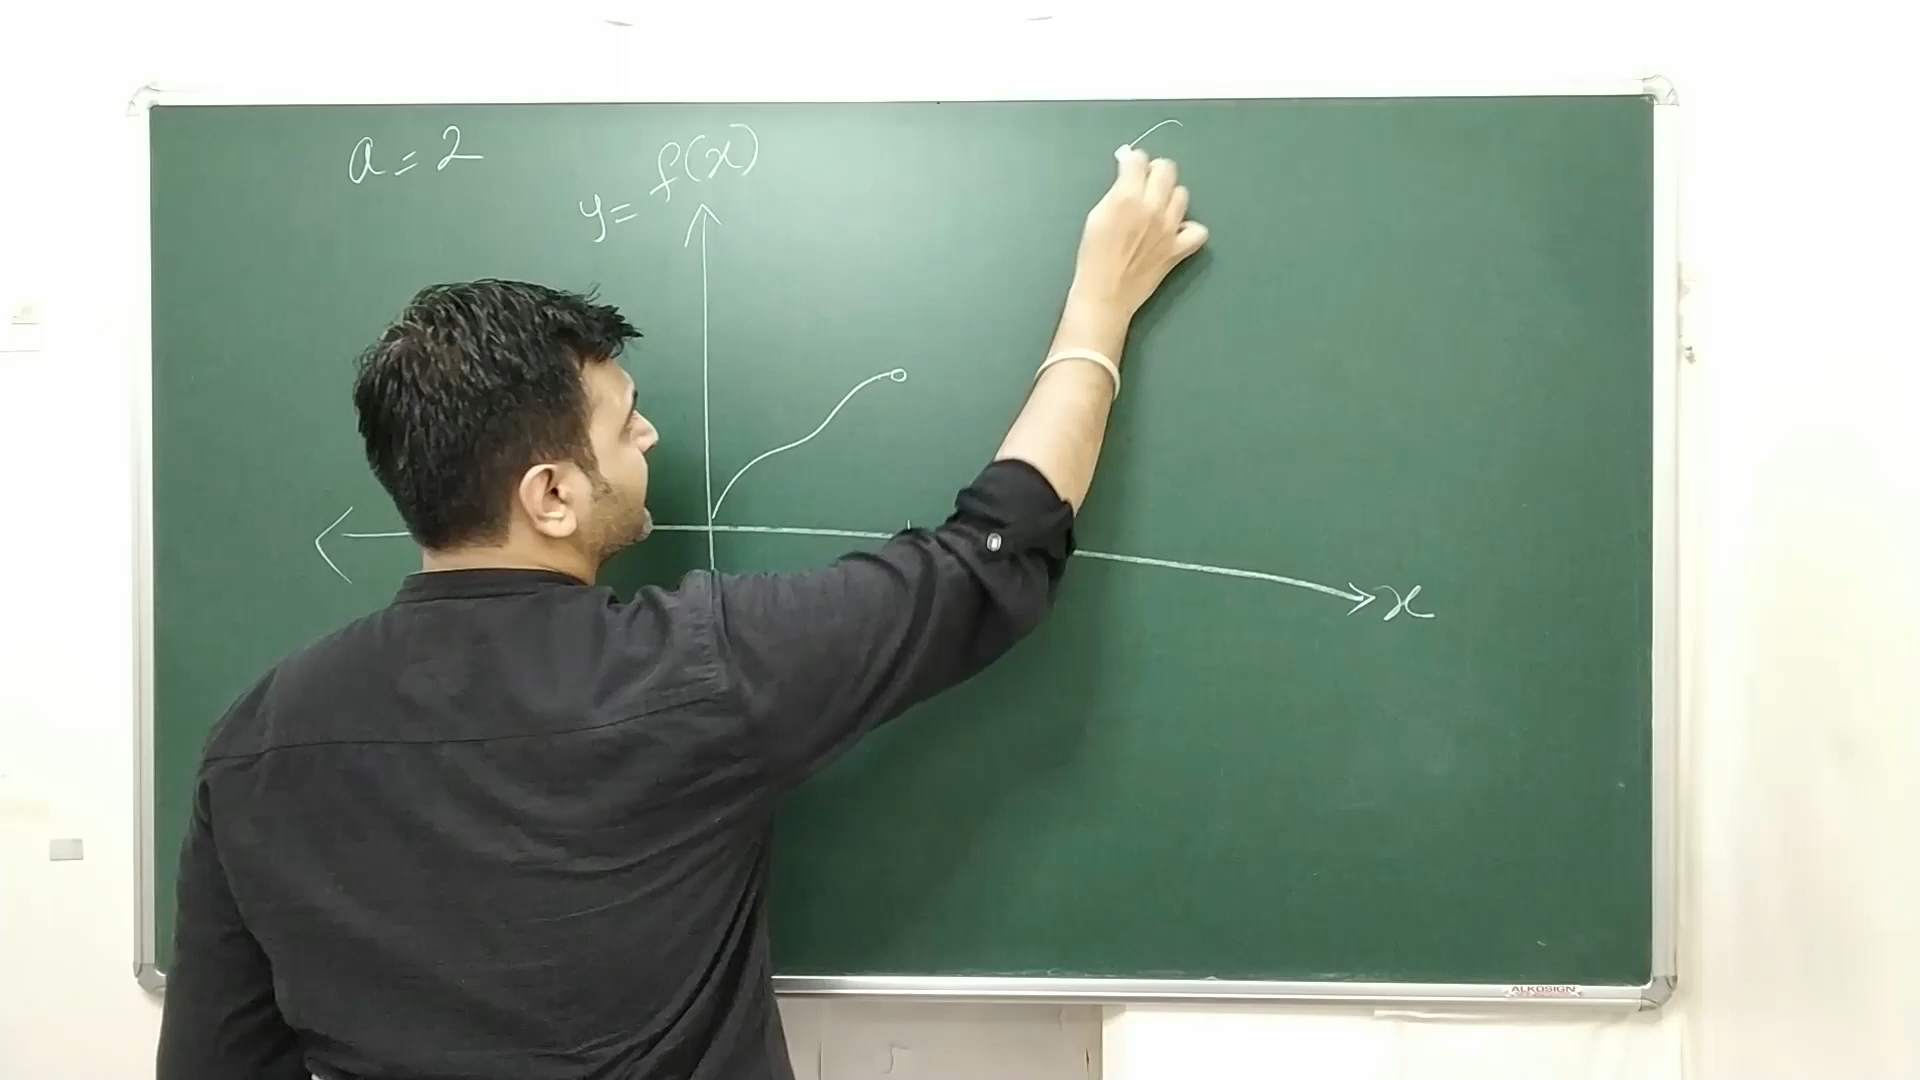 a = 2
y = f(x)
x
ALKOSIGN